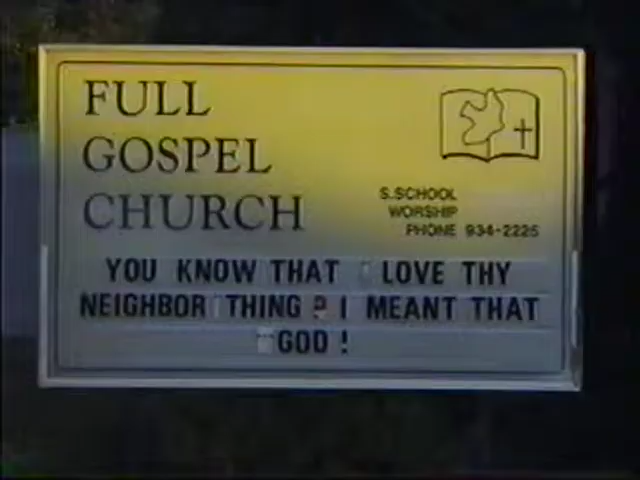 FULL
GOSPEL
CHURCH
S.SCHOOL
WORSHIP
PHONE 934-2225
YOU KNOW THAT LOVE THY
NEIGHBOR THING ? I MEANT THAT
GOD !